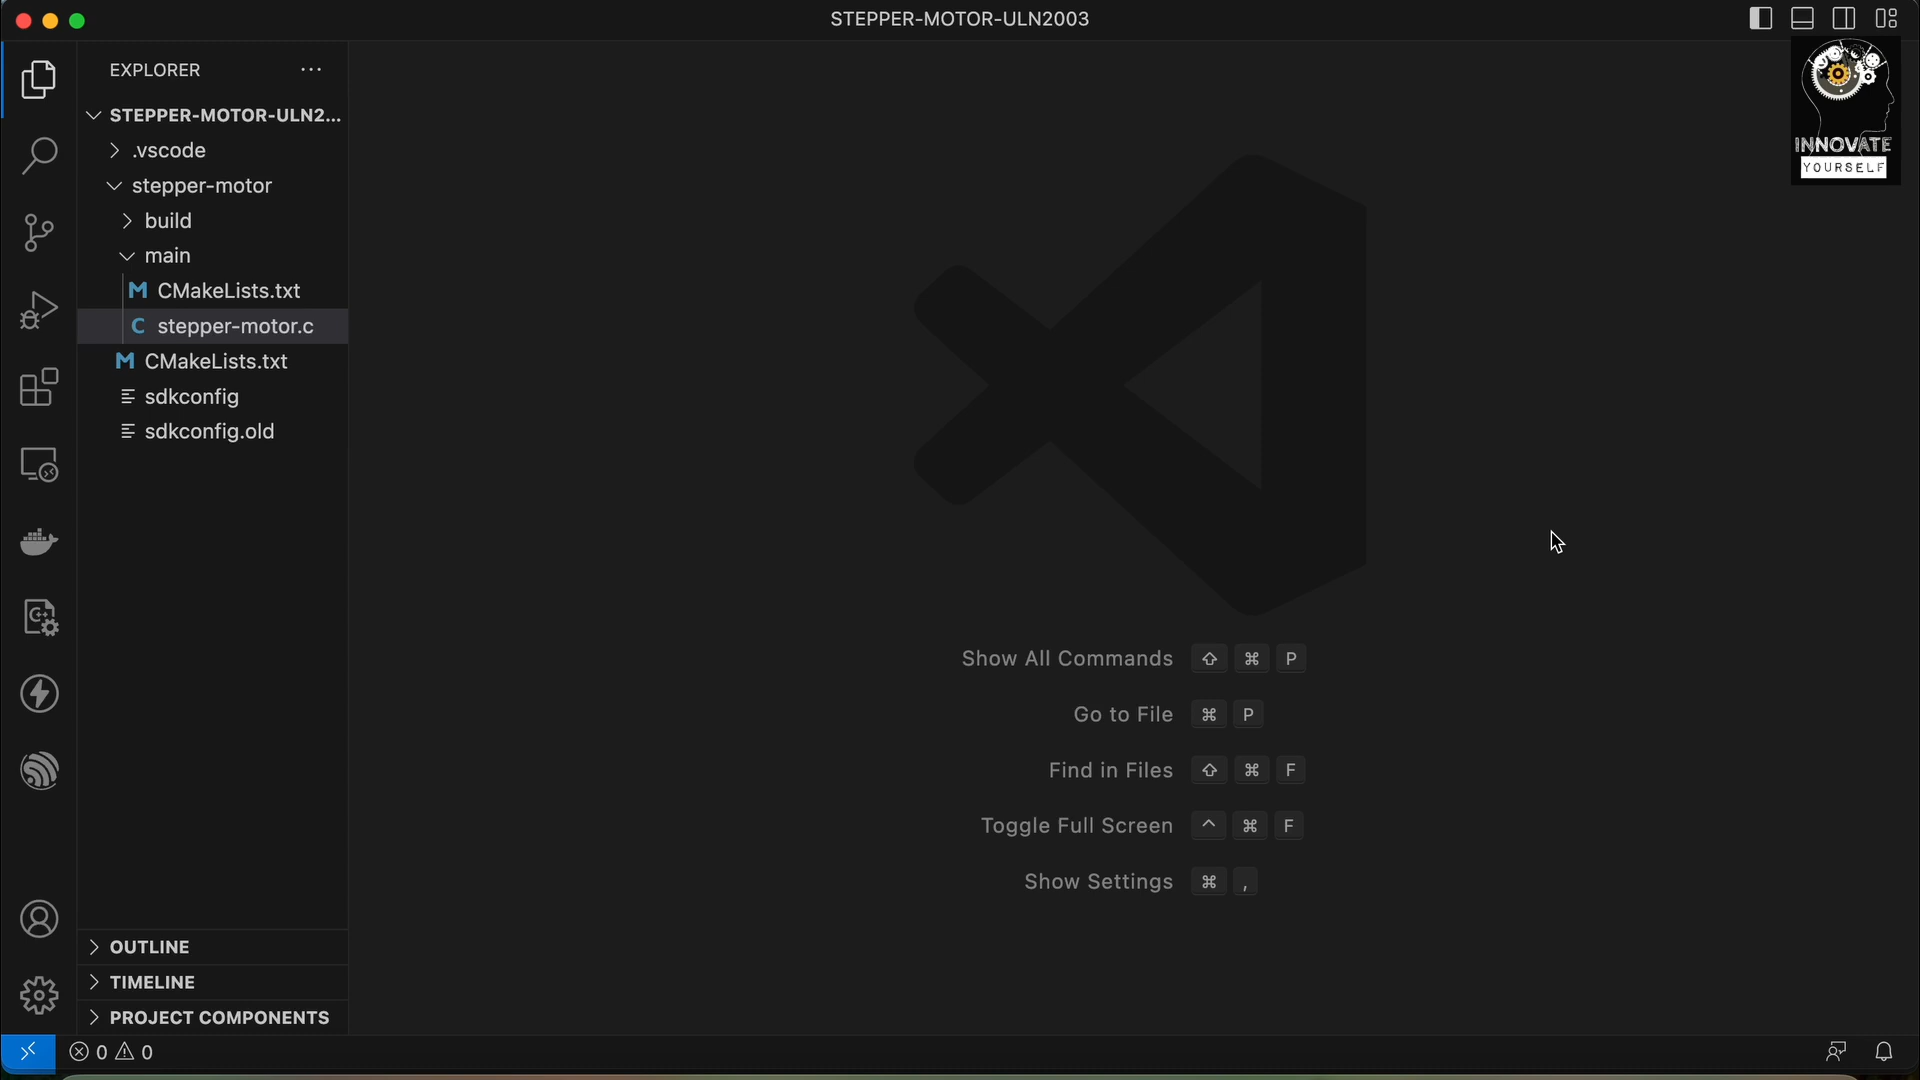 STEPPER-MOTOR-ULN2003
EXPLORER
STEPPER-MOTOR-ULN2...
.vscode
stepper-motor
build
main
M CMakeLists.txt
C stepper-motor.c
M CMakeLists.txt
sdkconfig
sdkconfig.old
INNOVATE
YOURSELF
Show All Commands ⇧ ⌘ P
Go to File ⌘ P
Find in Files ⇧ ⌘ F
Toggle Full Screen ^ ⌘ F
Show Settings ⌘ ,
OUTLINE
TIMELINE
PROJECT COMPONENTS
0 0